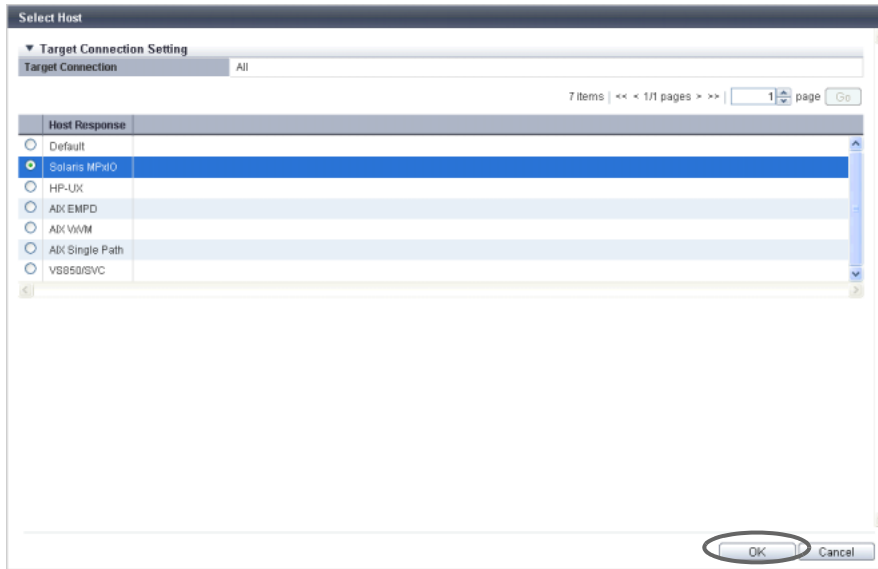 Select Host
▼ Target Connection Setting
Target Connection All
7 items | << < 1/1 pages > >> | 1 page Go
Host Response
Default
Solaris MPxIO
HP-UX
AIX EMPD
AIX VxVM
AIX Single Path
VS850/SVC
OK Cancel